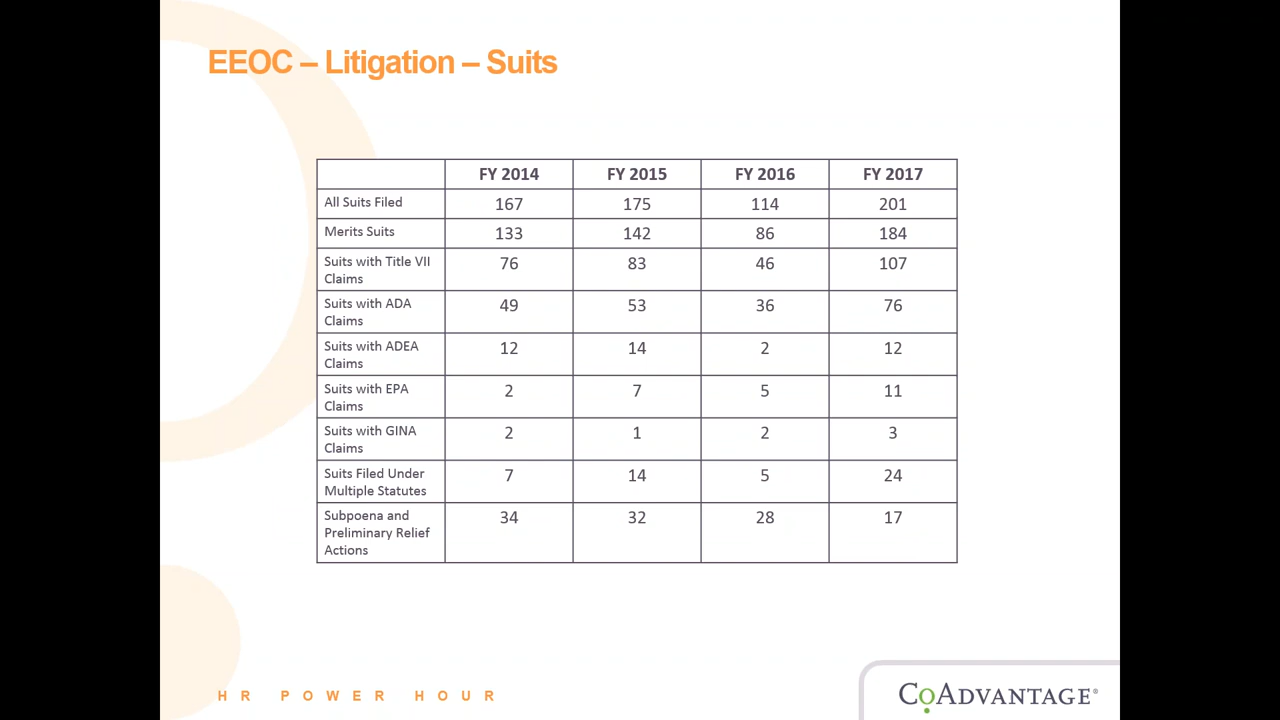 EEOC – Litigation – Suits
FY 2014 FY 2015 FY 2016 FY 2017
All Suits Filed 167 175 114 201
Merits Suits 133 142 86 184
Suits with Title VII Claims 76 83 46 107
Suits with ADA Claims 49 53 36 76
Suits with ADEA Claims 12 14 2 12
Suits with EPA Claims 2 7 5 11
Suits with GINA Claims 2 1 2 3
Suits Filed Under Multiple Statutes 7 14 5 24
Subpoena and Preliminary Relief Actions 34 32 28 17
HR POWER HOUR
COADVANTAGE®